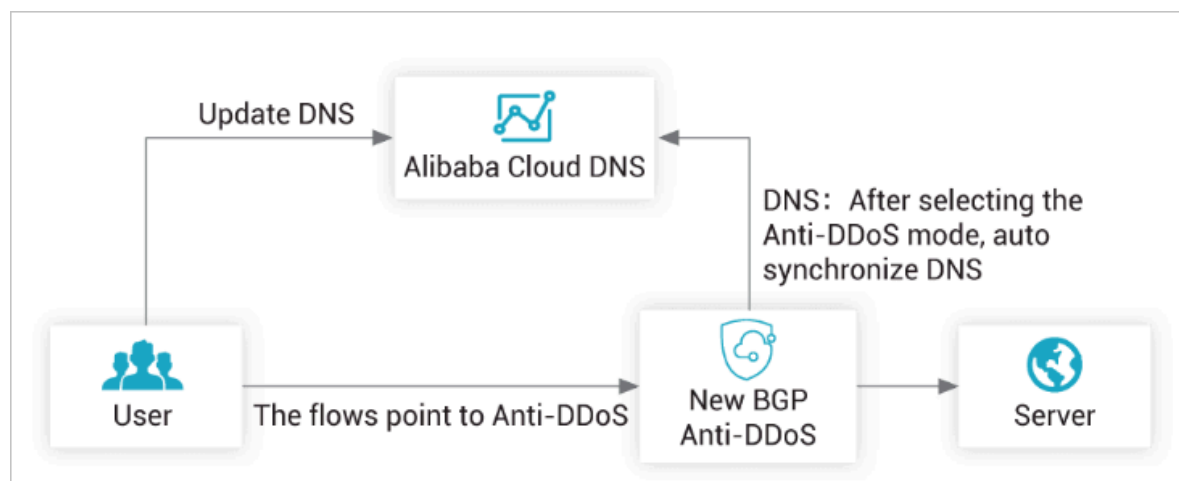 Update DNS
Alibaba Cloud DNS
DNS： After selecting the
Anti-DDoS mode, auto
synchronize DNS
User
The flows point to Anti-DDoS
New BGP
Anti-DDoS
Server